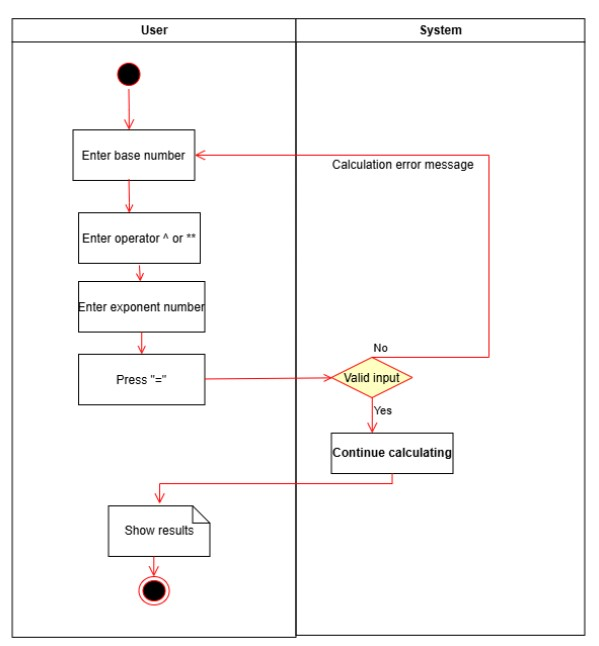 User
System
Enter base number
Calculation error message
Enter operator ^ or **
Enter exponent number
No
Press "="
Valid input
Yes
Continue calculating
Show results